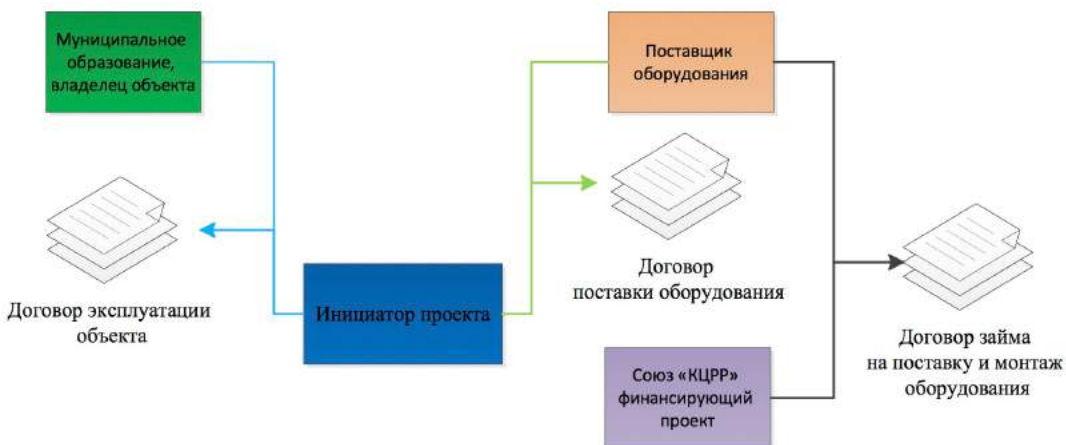 Муниципальное
образование,
владелец объекта
Поставщик
оборудования
Договор эксплуатации
объекта
Инициатор проекта
Договор
поставки оборудования
Союз «КЦРР»
финансирующий
проект
Договор займа
на поставку и монтаж
оборудования